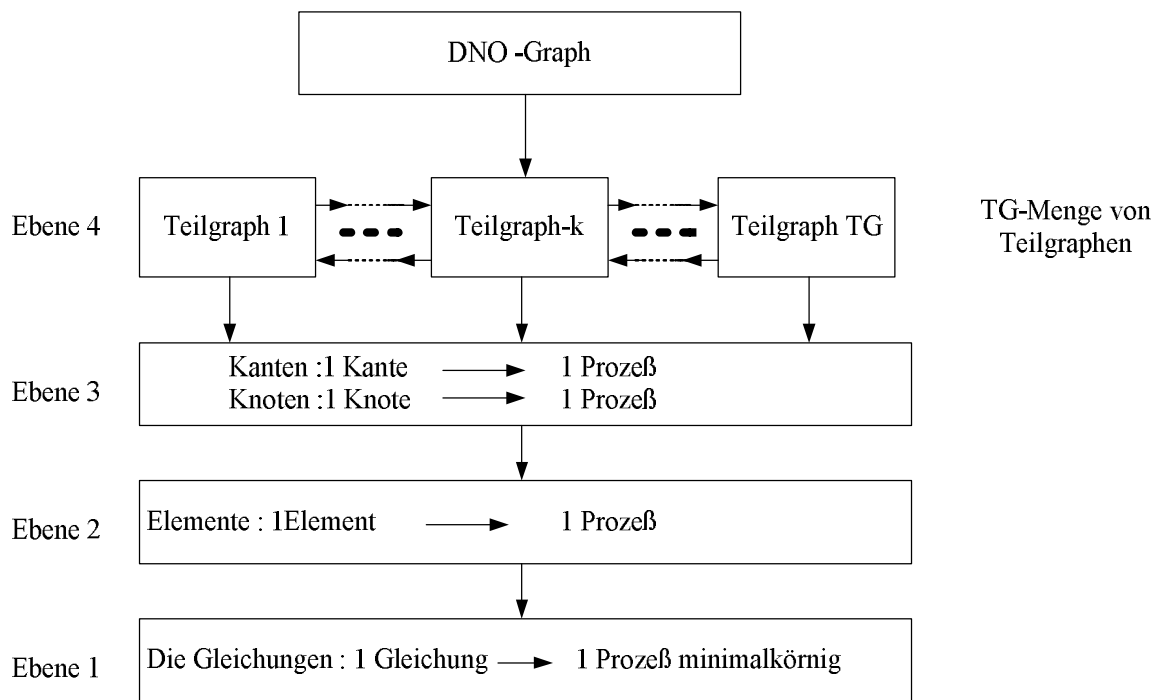 DNO -Graph
Ebene 4
Teilgraph 1
Teilgraph-k
Teilgraph TG
TG-Menge von
Teilgraphen
Ebene 3
Kanten :1 Kante 1 Prozeß
Knoten :1 Knote 1 Prozeß
Ebene 2
Elemente : 1Element 1 Prozeß
Ebene 1
Die Gleichungen : 1 Gleichung 1 Prozeß minimalkörnig